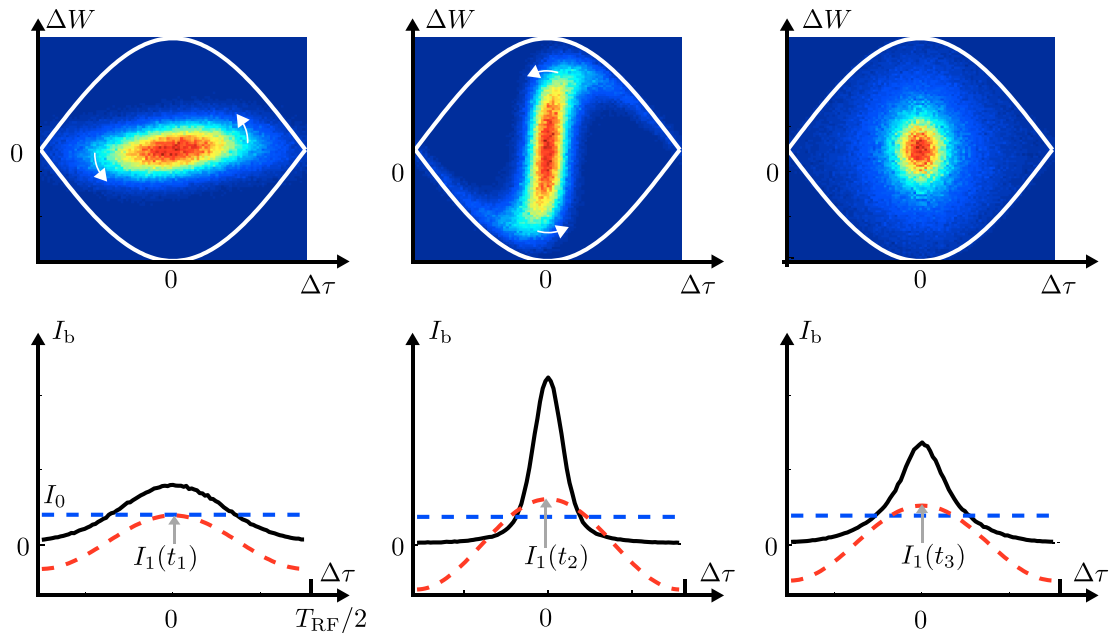 ΔW ΔW ΔW
0 0 0
0 0 0
Δτ Δτ Δτ
I_b I_b I_b
I_0
0 0 0
I_1(t_1) I_1(t_2) I_1(t_3)
Δτ Δτ Δτ
0 T_RF/2 0 0